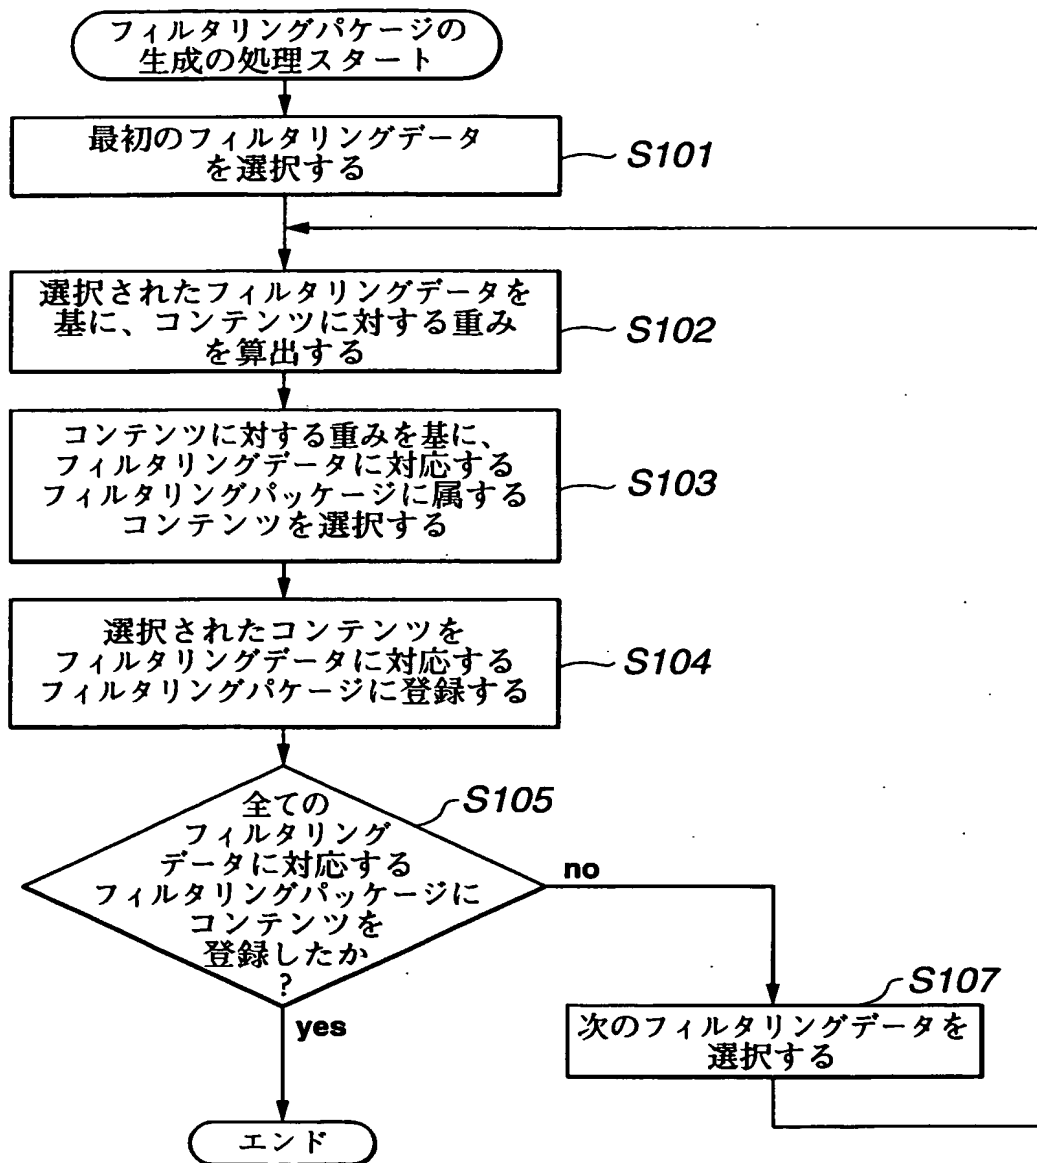 フィルタリングパケージの
生成の処理スタート
最初のフィルタリングデータ
を選択する
S101
選択されたフィルタリングデータを
基に、コンテンツに対する重み
を算出する
S102
コンテンツに対する重みを基に、
フィルタリングデータに対応する
フィルタリングパッケージに属する
コンテンツを選択する
S103
選択されたコンテンツを
フィルタリングデータに対応する
フィルタリングパケージに登録する
S104
全ての
フィルタリング
データに対応する
フィルタリングパッケージに
コンテンツを
登録したか
?
S105
no
yes
S107
次のフィルタリングデータを
選択する
エンド